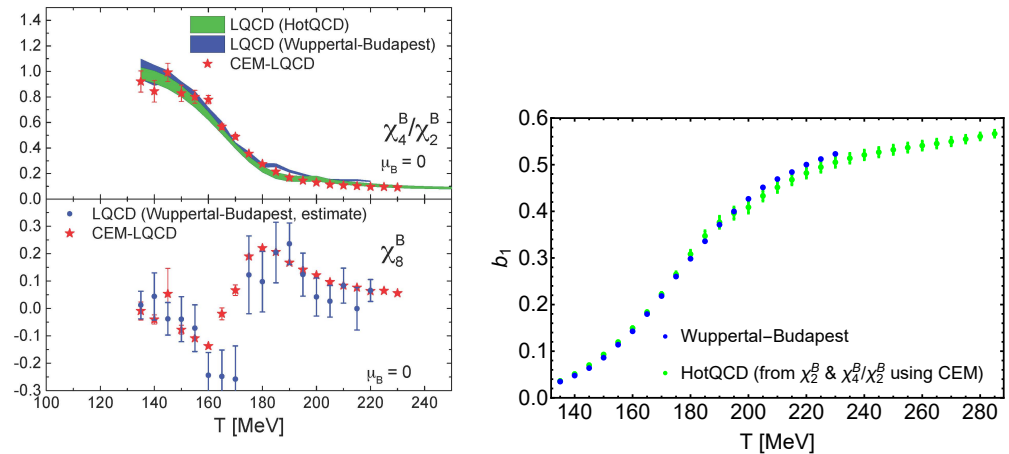 1.4
1.2
1.0
0.8
0.6
0.4
0.2
0.0
LQCD (HotQCD)
LQCD (Wuppertal-Budapest)
CEM-LQCD
χ₄ᴮ/χ₂ᴮ
μ_B = 0
0.3
0.2
0.1
0.0
-0.1
-0.2
-0.3
LQCD (Wuppertal-Budapest, estimate)
CEM-LQCD
χ₈ᴮ
μ_B = 0
100 120 140 160 180 200 220 240
T [MeV]
0.6
0.5
0.4
0.3
0.2
0.1
0.0
b₁
Wuppertal–Budapest
HotQCD (from χ₂ᴮ & χ₄ᴮ/χ₂ᴮ using CEM)
140 160 180 200 220 240 260 280
T [MeV]